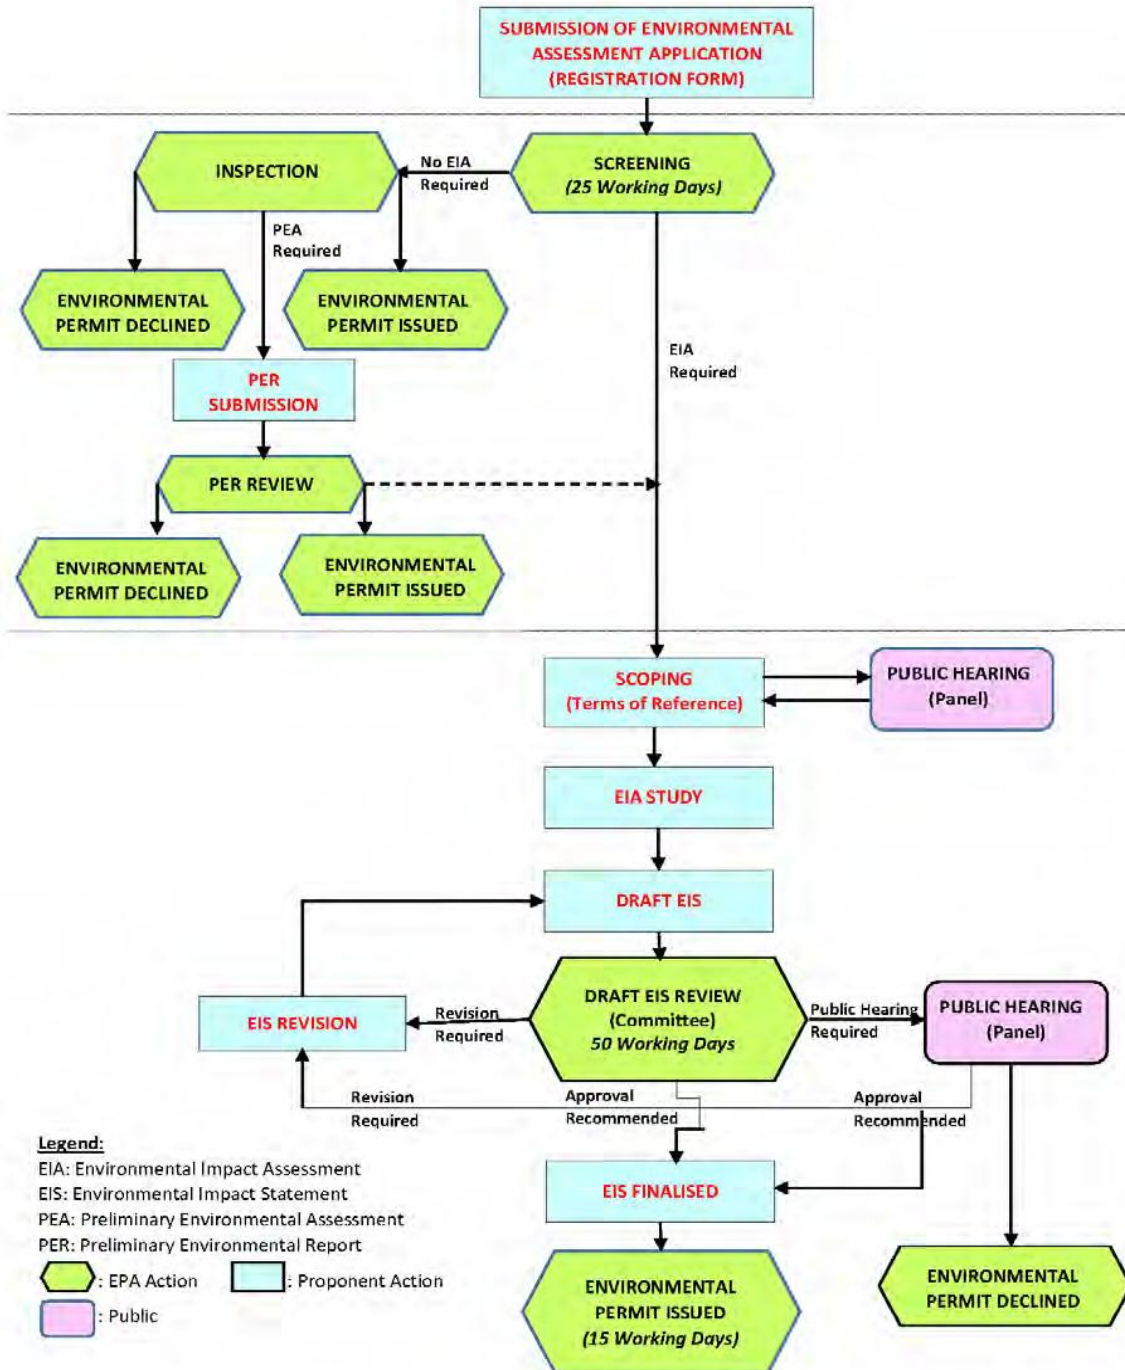 SUBMISSION OF ENVIRONMENTAL
ASSESSMENT APPLICATION
(REGISTRATION FORM)
INSPECTION
No EIA
Required
SCREENING
(25 Working Days)
PEA
Required
ENVIRONMENTAL
PERMIT DECLINED
ENVIRONMENTAL
PERMIT ISSUED
EIA
Required
PER
SUBMISSION
PER REVIEW
ENVIRONMENTAL
PERMIT DECLINED
ENVIRONMENTAL
PERMIT ISSUED
SCOPING
(Terms of Reference)
PUBLIC HEARING
(Panel)
EIA STUDY
DRAFT EIS
EIS REVISION
Revision
Required
DRAFT EIS REVIEW
(Committee)
50 Working Days
Public Hearing
Required
PUBLIC HEARING
(Panel)
Revision
Required
Approval
Recommended
Approval
Recommended
EIS FINALISED
ENVIRONMENTAL
PERMIT ISSUED
(15 Working Days)
ENVIRONMENTAL
PERMIT DECLINED
Legend:
EIA: Environmental Impact Assessment
EIS: Environmental Impact Statement
PEA: Preliminary Environmental Assessment
PER: Preliminary Environmental Report
: EPA Action
: Proponent Action
: Public